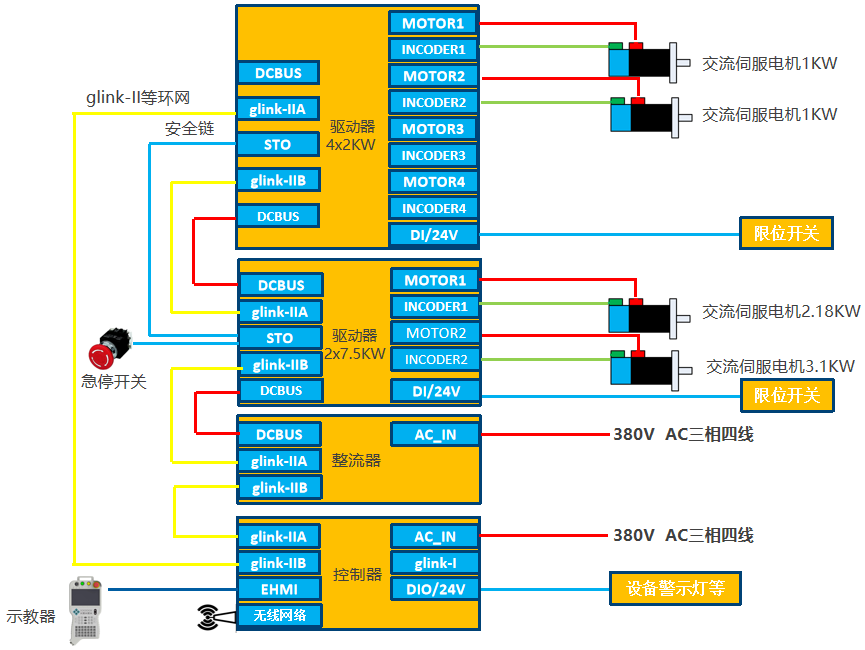 MOTOR1
INCODER1
DCBUS
MOTOR2
交流伺服电机1KW
glink-II等环网
glink-IIA
INCODER2
安全链
驱动器
4x2KW
MOTOR3
交流伺服电机1KW
STO
INCODER3
glink-IIB
MOTOR4
DCBUS
INCODER4
DI/24V
限位开关
DCBUS
MOTOR1
glink-IIA
INCODER1
交流伺服电机2.18KW
STO
驱动器
2x7.5KW
MOTOR2
glink-IIB
INCODER2
交流伺服电机3.1KW
急停开关
DCBUS
DI/24V
限位开关
DCBUS
AC_IN
380V AC三相四线
glink-IIA
整流器
glink-IIB
glink-IIA
AC_IN
380V AC三相四线
glink-IIB
控制器
glink-I
EHMI
DIO/24V
设备警示灯等
示教器
无线网络